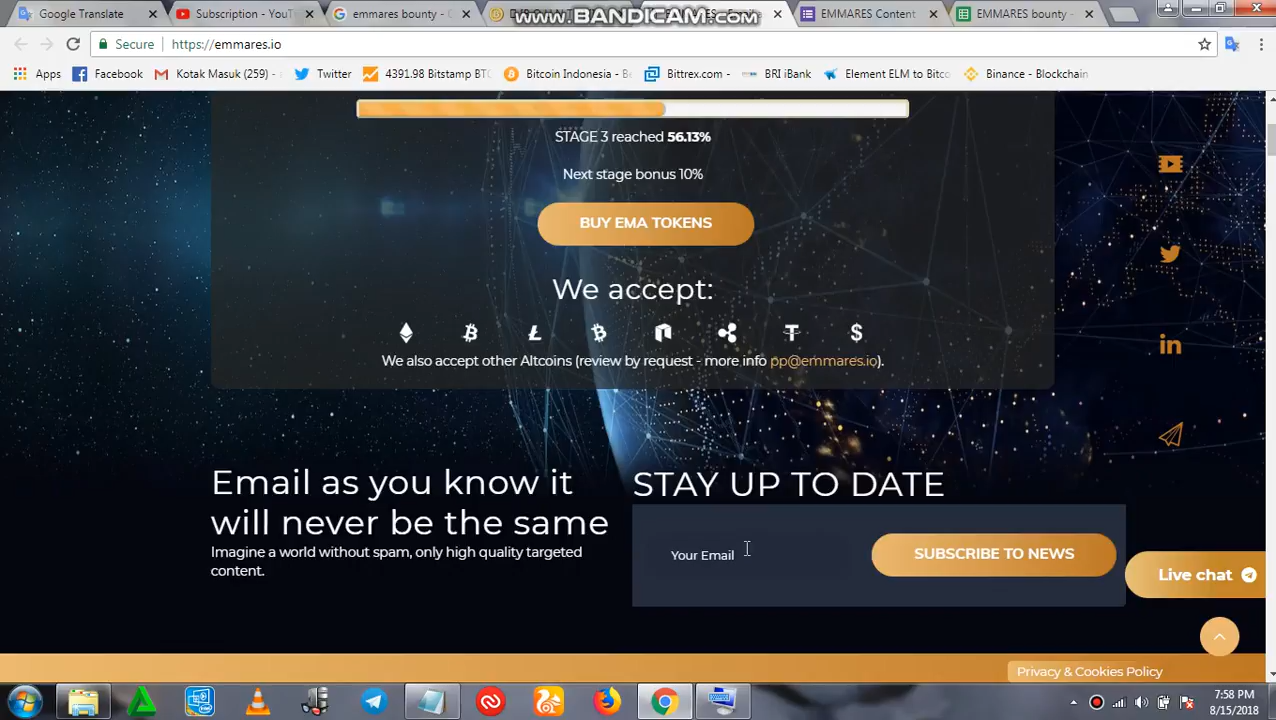 Google Translate
Subscription - YouT
emmares bounty - G
www.BANDICAM.com
EMMARES Content
EMMARES bounty
Secure
https://emmares.io
Apps
Facebook
Kotak Masuk (259) -
Twitter
4391.98 Bitstamp BTC
Bitcoin Indonesia - Be
Bittrex.com -
BRI iBank
Element ELM to Bitco
Binance - Blockchain
STAGE 3 reached 56.13%
Next stage bonus 10%
BUY EMA TOKENS
We accept:
We also accept other Altcoins (review by request - more info pp@emmares.io).
Email as you know it
will never be the same
Imagine a world without spam, only high quality targeted
content.
STAY UP TO DATE
Your Email
SUBSCRIBE TO NEWS
Live chat
Privacy & Cookies Policy
7:58 PM
8/15/2018